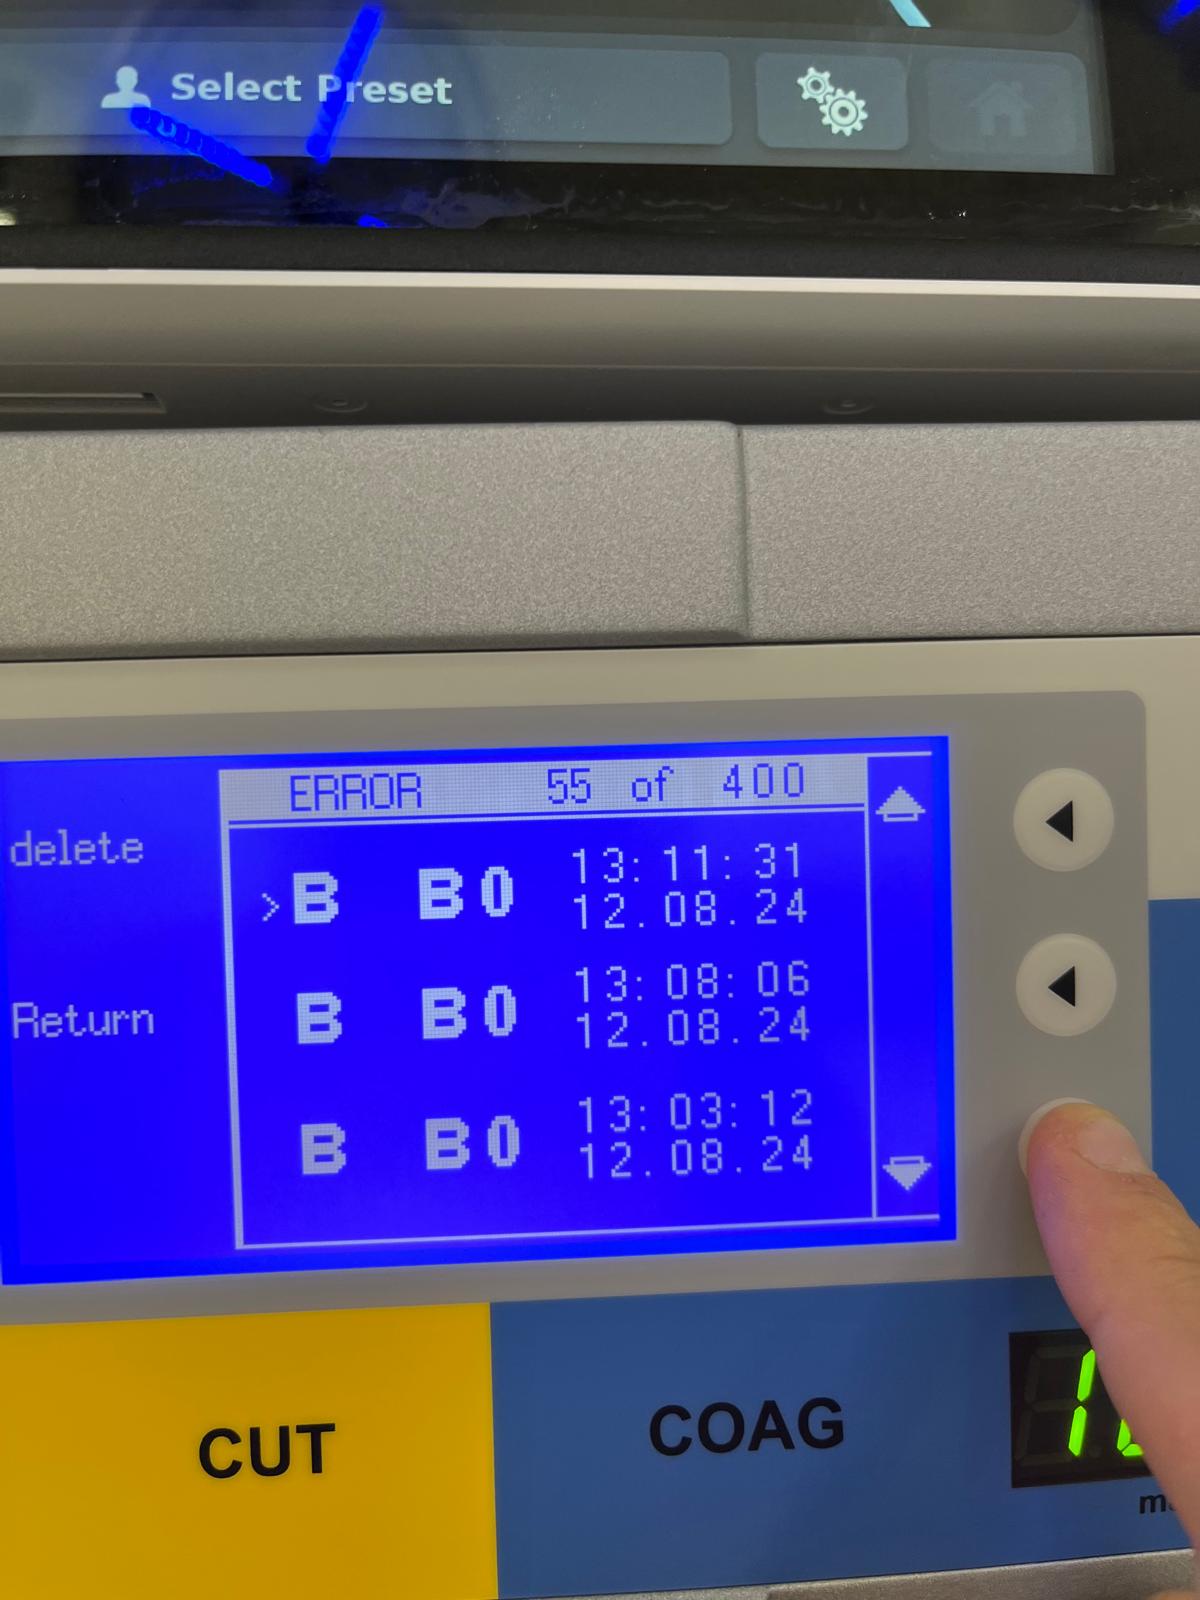 Select Preset
ERROR 55 of 400
delete
>B B0 13:11:31
12.08.24
Return
B B0 13:08:06
12.08.24
B B0 13:03:12
12.08.24
CUT
COAG